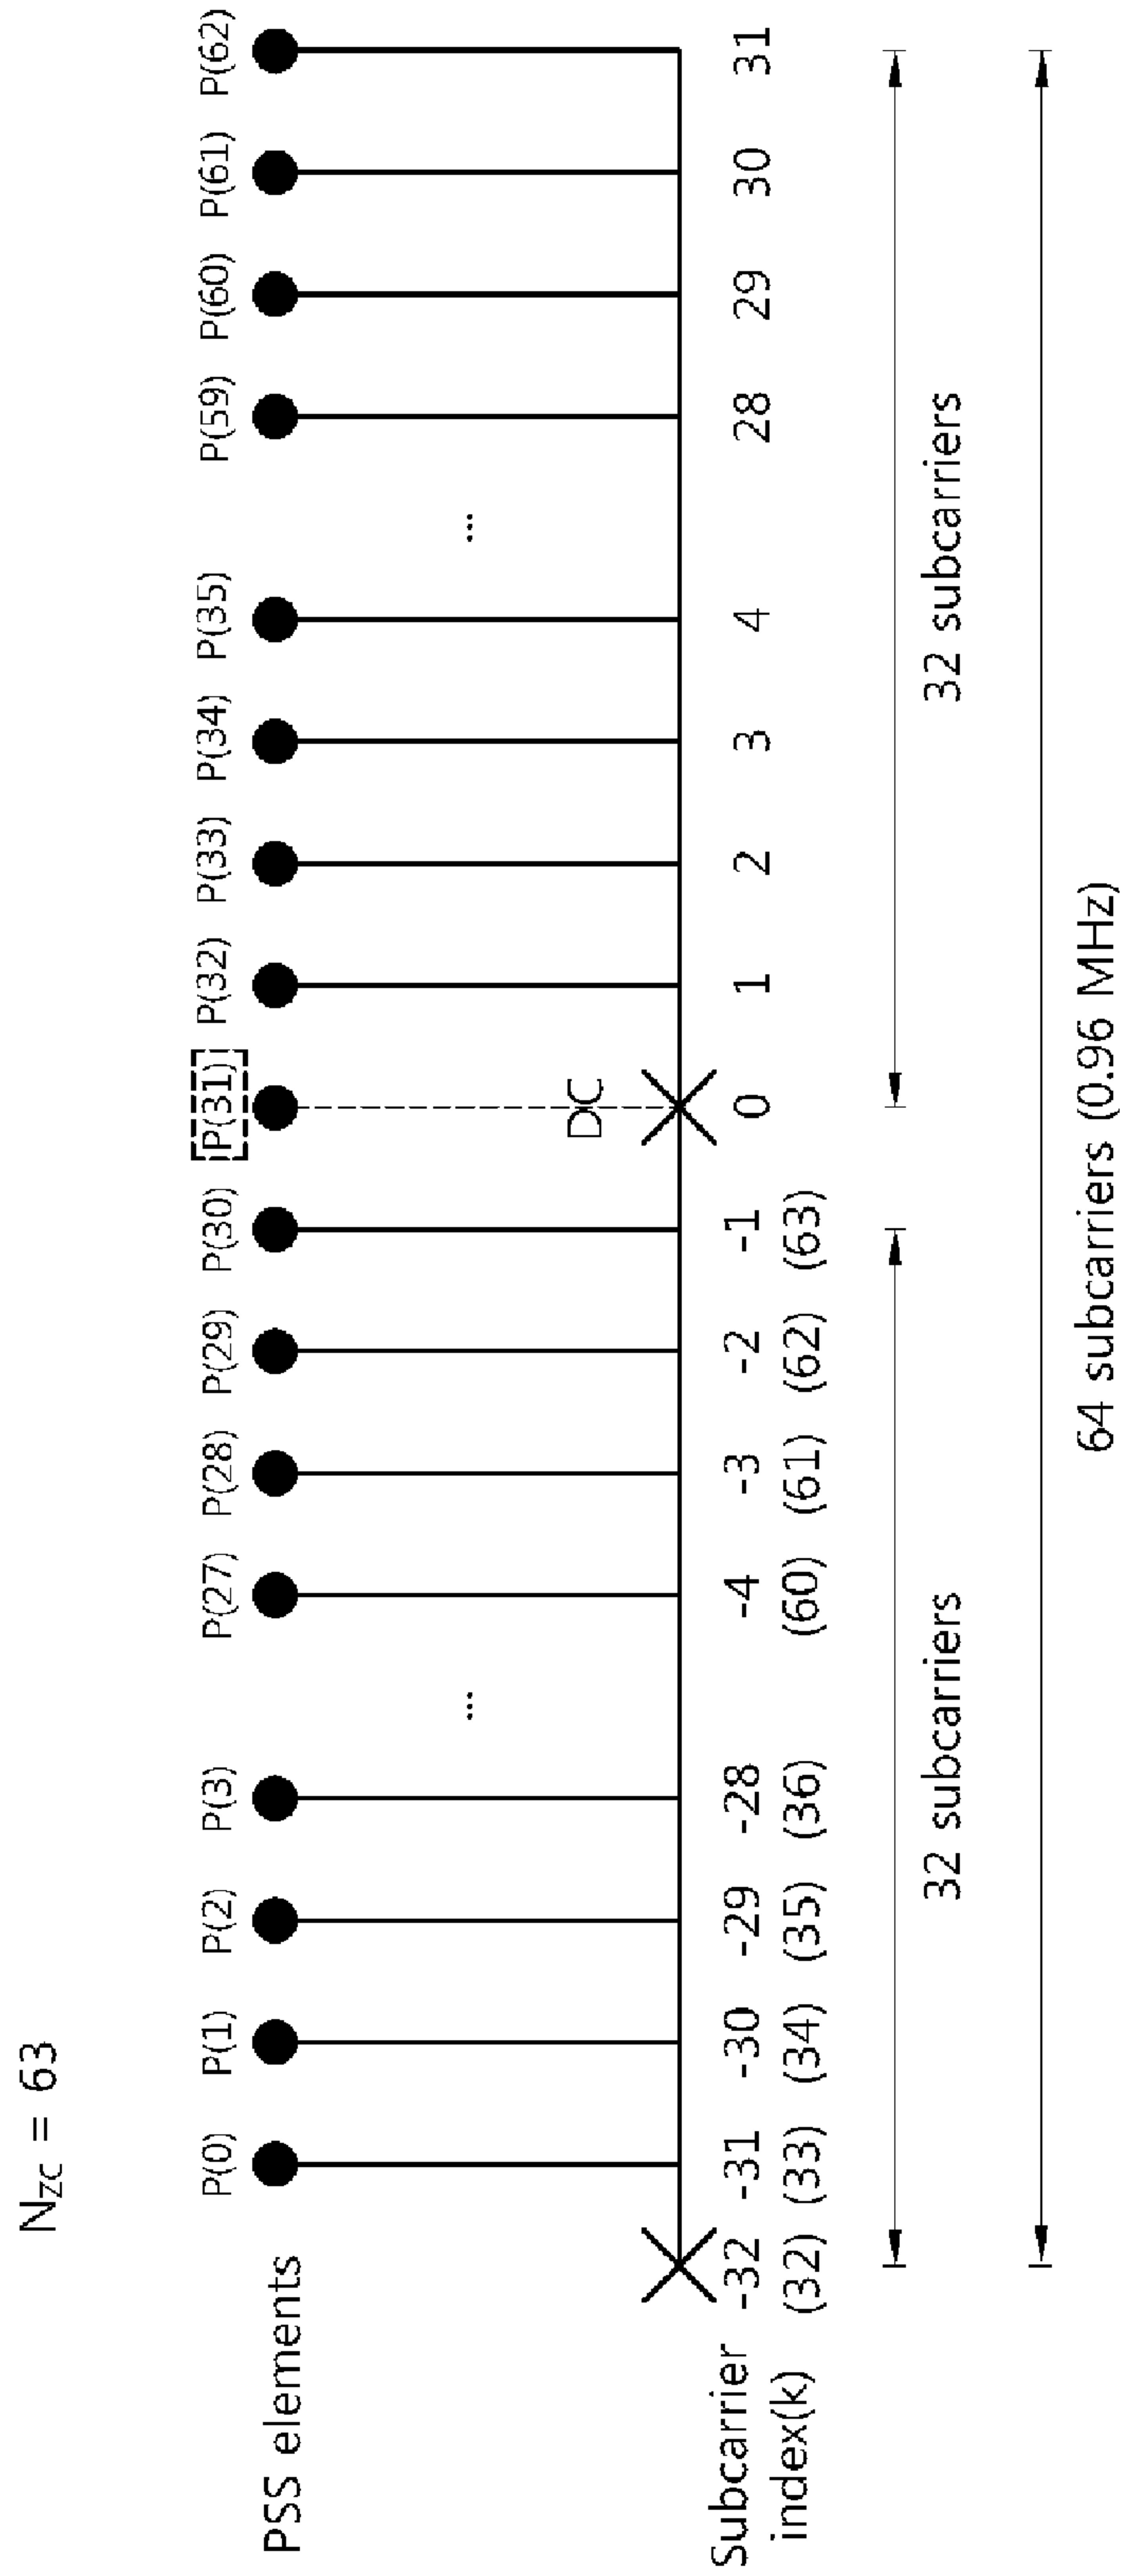 N_ZC = 63
PSS elements
P(0) P(1) P(2) P(3) ... P(27) P(28) P(29) P(30) P(31) P(32) P(33) P(34) P(35) ... P(59) P(60) P(61) P(62)
DC
Subcarrier
index(k)
-32 -31 -30 -29 -28 -4 -3 -2 -1 0 1 2 3 4 28 29 30 31
(32) (33) (34) (35) (36) (60) (61) (62) (63)
32 subcarriers 32 subcarriers
64 subcarriers (0.96 MHz)